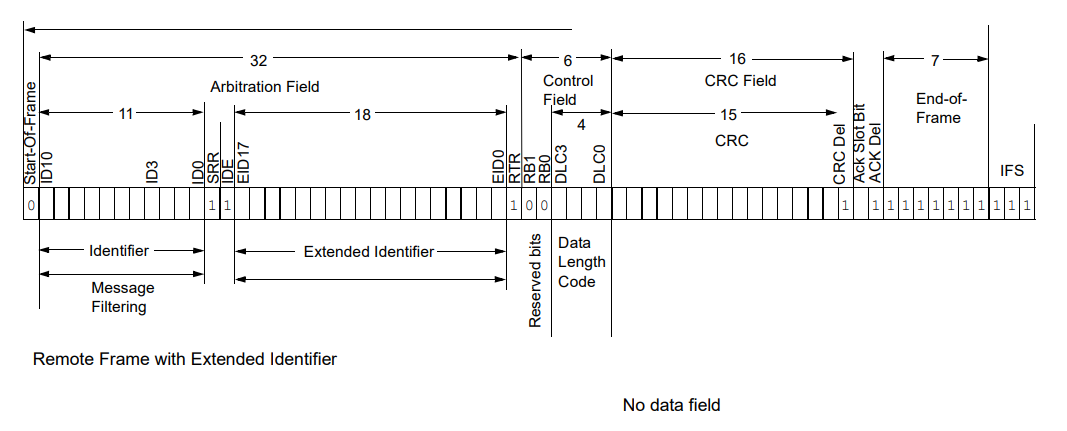 32
6
16
7
Arbitration Field
Control
Field
CRC Field
End-of-
Frame
11
18
4
15
CRC
Start-Of-Frame
ID10
ID3
ID0
SRR
IDE
EID17
EID0
RTR
RB1
RB0
DLC3
DLC0
CRC Del
Ack Slot Bit
ACK Del
IFS
0 1 1 1 0 0 1 1 1 1 1 1 1 1 1 1 1 1
Identifier
Extended Identifier
Message
Filtering
Reserved bits
Data
Length
Code
Remote Frame with Extended Identifier
No data field